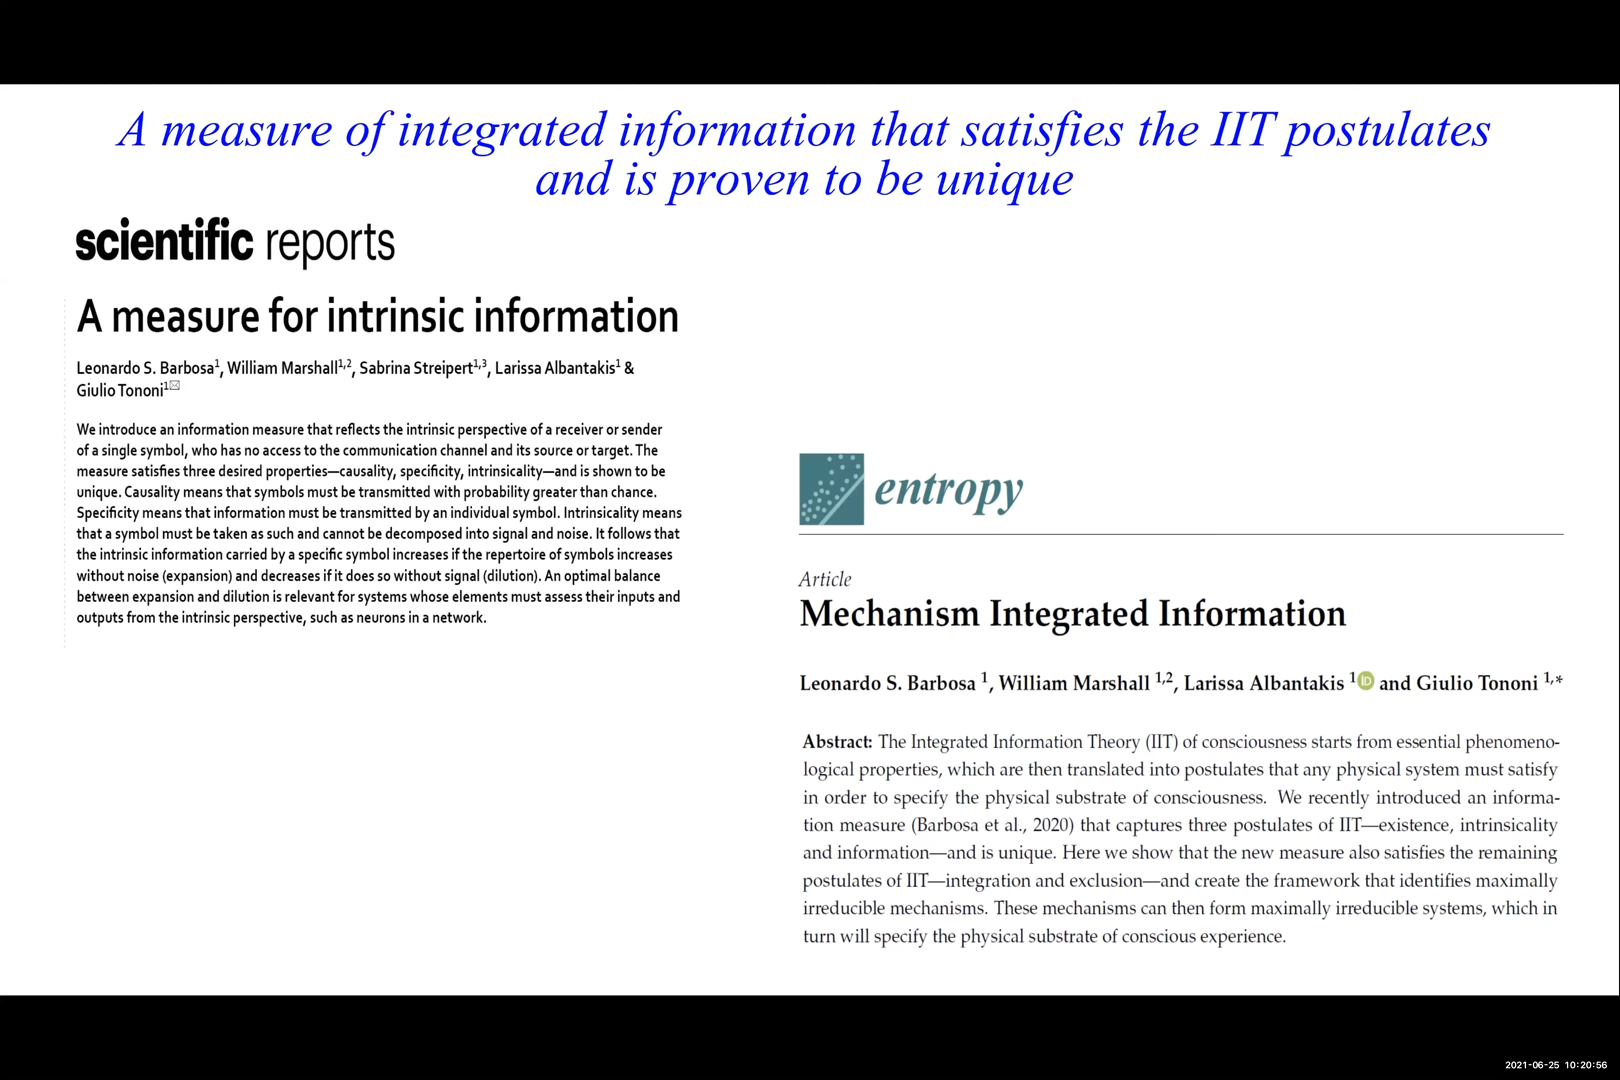 A measure of integrated information that satisfies the IIT postulates
and is proven to be unique
scientific reports
A measure for intrinsic information
Leonardo S. Barbosa1, William Marshall1,2, Sabrina Streipert1,3, Larissa Albantakis1 &
Giulio Tononi1✉
We introduce an information measure that reflects the intrinsic perspective of a receiver or sender
of a single symbol, who has no access to the communication channel and its source or target. The
measure satisfies three desired properties—causality, specificity, intrinsicality—and is shown to be
unique. Causality means that symbols must be transmitted with probability greater than chance.
Specificity means that information must be transmitted by an individual symbol. Intrinsicality means
that a symbol must be taken as such and cannot be decomposed into signal and noise. It follows that
the intrinsic information carried by a specific symbol increases if the repertoire of symbols increases
without noise (expansion) and decreases if it does so without signal (dilution). An optimal balance
between expansion and dilution is relevant for systems whose elements must assess their inputs and
outputs from the intrinsic perspective, such as neurons in a network.
entropy
Article
Mechanism Integrated Information
Leonardo S. Barbosa 1, William Marshall 1,2, Larissa Albantakis 1 iD and Giulio Tononi 1,*
Abstract: The Integrated Information Theory (IIT) of consciousness starts from essential phenomeno-
logical properties, which are then translated into postulates that any physical system must satisfy
in order to specify the physical substrate of consciousness. We recently introduced an informa-
tion measure (Barbosa et al., 2020) that captures three postulates of IIT—existence, intrinsicality
and information—and is unique. Here we show that the new measure also satisfies the remaining
postulates of IIT—integration and exclusion—and create the framework that identifies maximally
irreducible mechanisms. These mechanisms can then form maximally irreducible systems, which in
turn will specify the physical substrate of conscious experience.
2021-06-25 10:20:56